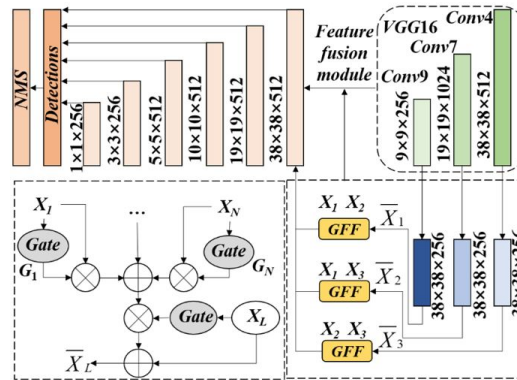 NMS
Detections
1×1×256
3×3×256
5×5×512
10×10×512
19×19×512
38×38×512
Feature
fusion
module
VGG16
Conv4
Conv7
Conv9
9×9×256
19×19×1024
38×38×512
X1
...
XN
Gate
G1
Gate
GN
Gate
XL
X̅L
X1 X2
GFF
X̅1
X1 X3
GFF
X̅2
X2 X3
GFF
X̅3
38×38×256
38×38×256
38×38×256